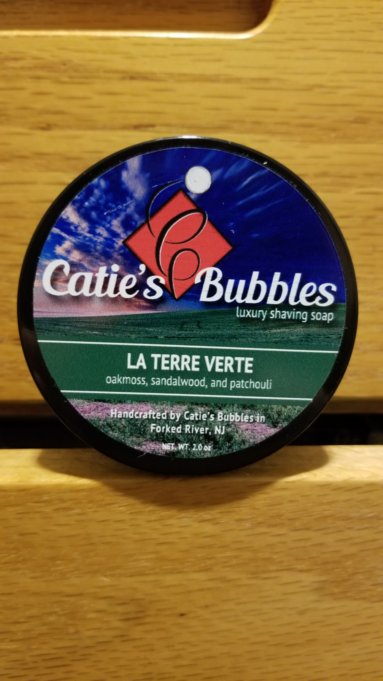 Catie's Bubbles
luxury shaving soap
LA TERRE VERTE
oakmoss, sandalwood, and patchouli
Handcrafted by Catie's Bubbles in
Forked River, NJ
NET. WT. 2.0 oz